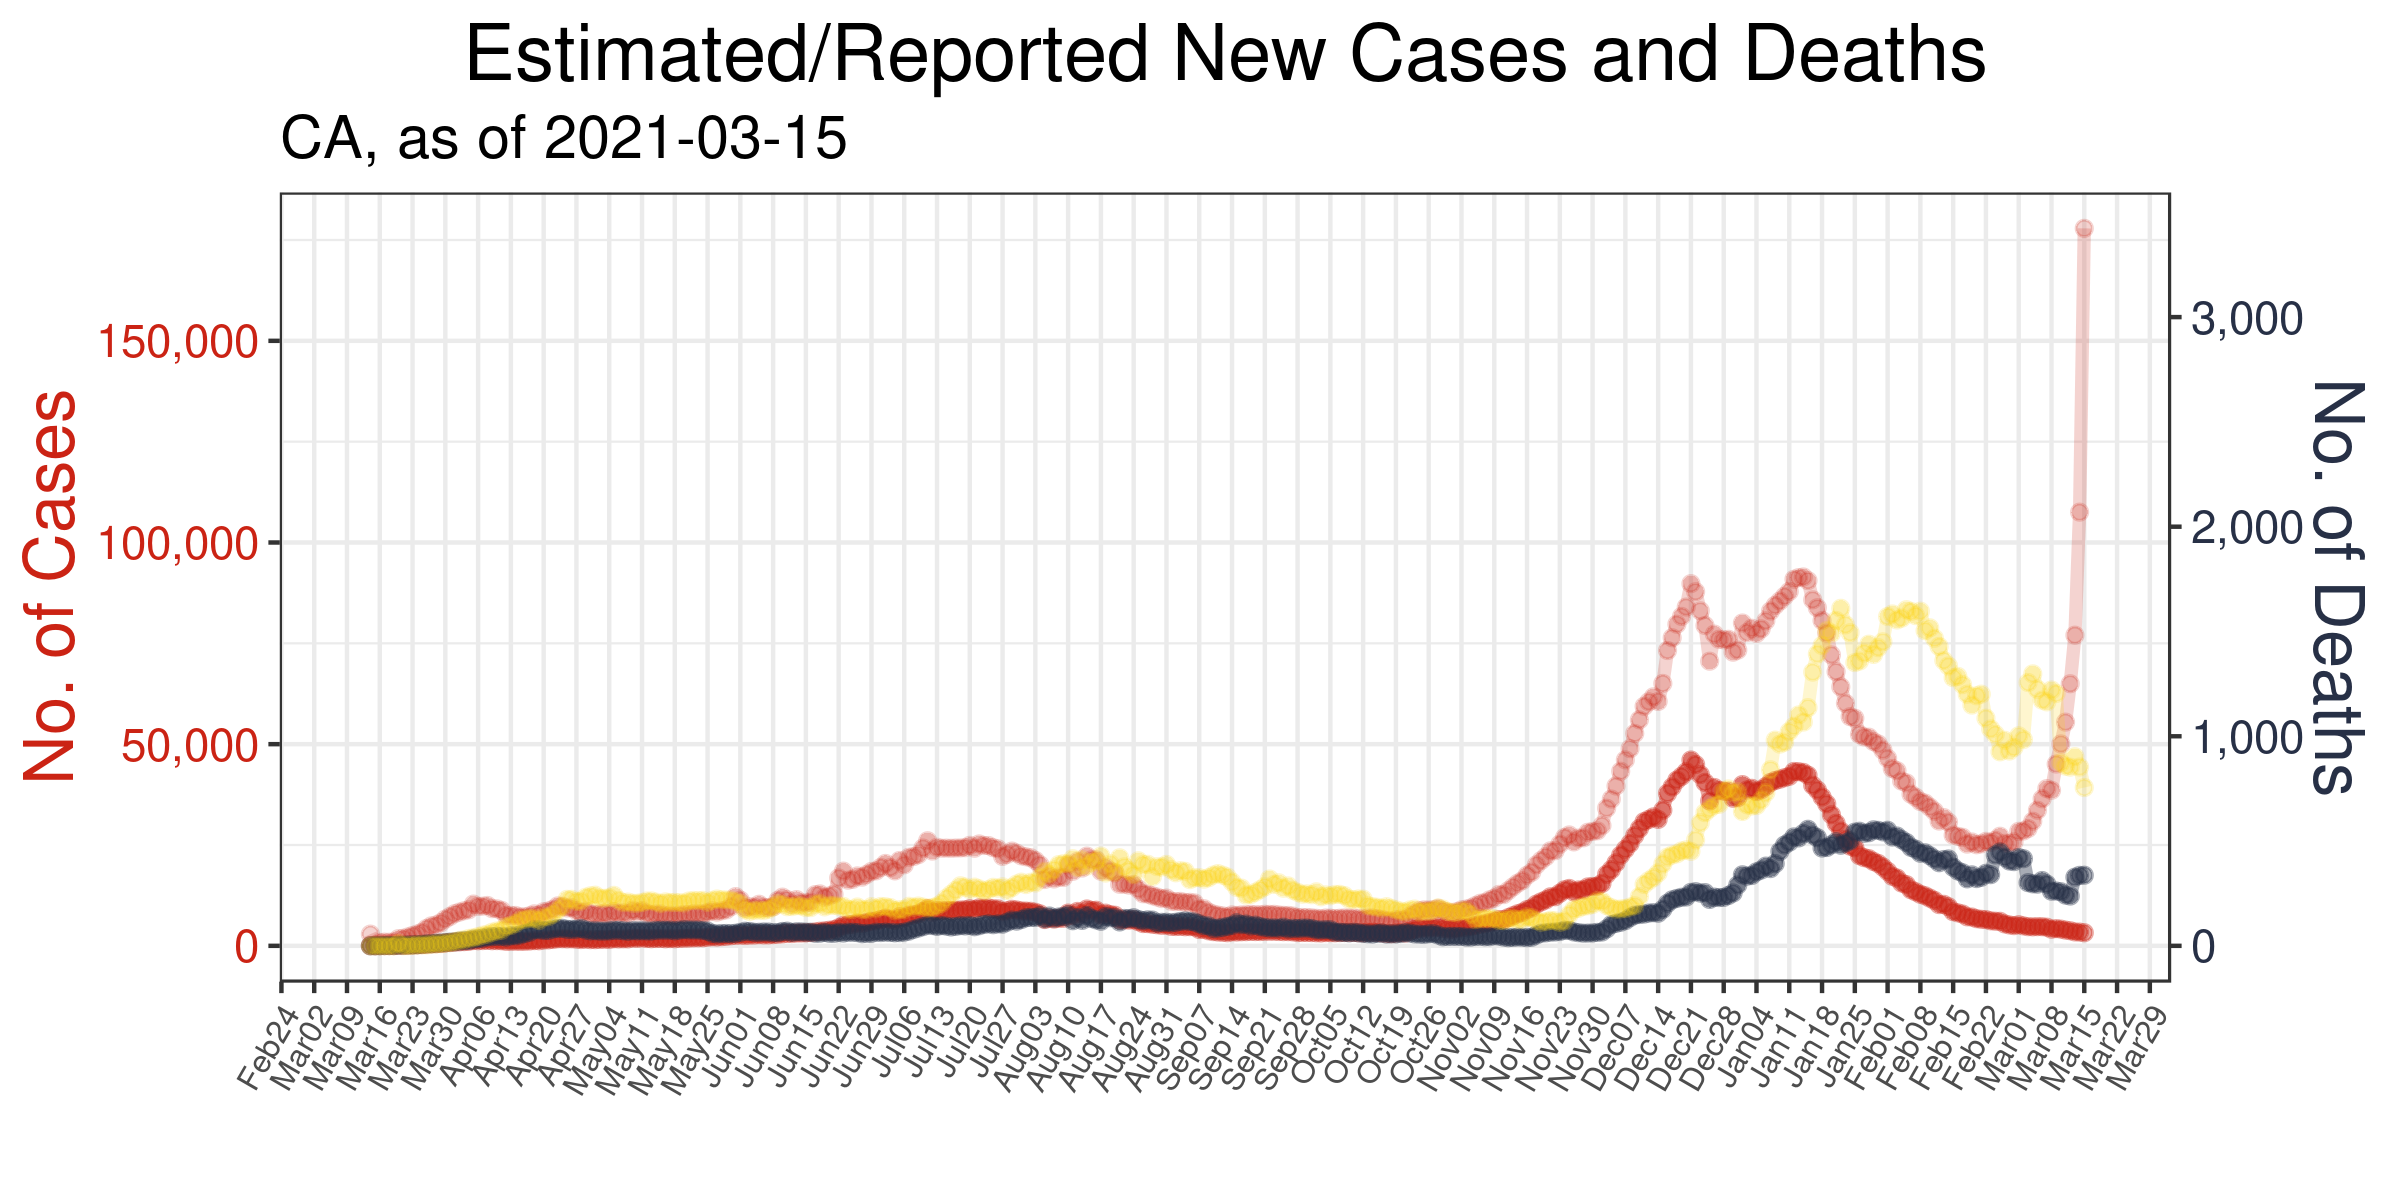 Estimated/Reported New Cases and Deaths
CA, as of 2021-03-15
No. of Cases
150,000
100,000
50,000
0
3,000
2,000
1,000
0
No. of Deaths
Feb24
Mar02
Mar09
Mar16
Mar23
Mar30
Apr06
Apr13
Apr20
Apr27
May04
May11
May18
May25
Jun01
Jun08
Jun15
Jun22
Jun29
Jul06
Jul13
Jul20
Jul27
Aug03
Aug10
Aug17
Aug24
Aug31
Sep07
Sep14
Sep21
Sep28
Oct05
Oct12
Oct19
Oct26
Nov02
Nov09
Nov16
Nov23
Nov30
Dec07
Dec14
Dec21
Dec28
Jan04
Jan11
Jan18
Jan25
Feb01
Feb08
Feb15
Feb22
Mar01
Mar08
Mar15
Mar22
Mar29